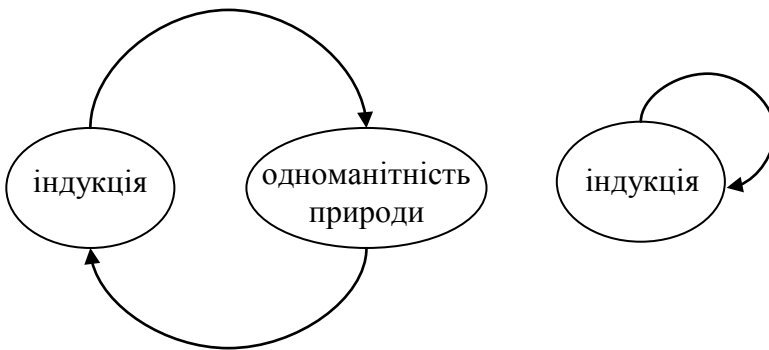 індукція
одноманітність
природи
індукція